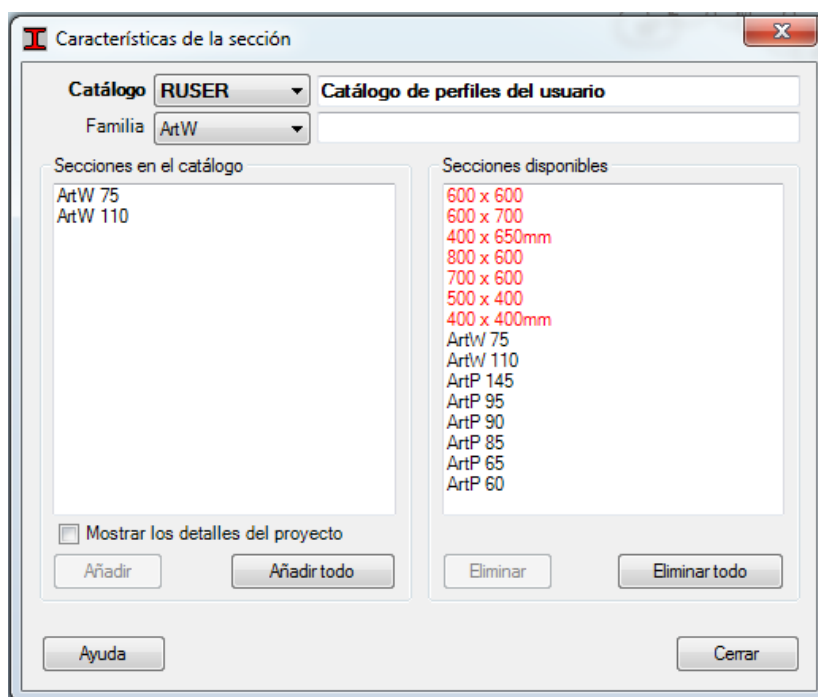 Características de la sección
Catálogo RUSER Catálogo de perfiles del usuario
Familia ArtW
Secciones en el catálogo
ArtW 75
ArtW 110
Mostrar los detalles del proyecto
Añadir Añadir todo
Secciones disponibles
600 x 600
600 x 700
400 x 650mm
800 x 600
700 x 600
500 x 400
400 x 400mm
ArtW 75
ArtW 110
ArtP 145
ArtP 95
ArtP 90
ArtP 85
ArtP 65
ArtP 60
Eliminar Eliminar todo
Ayuda Cerrar